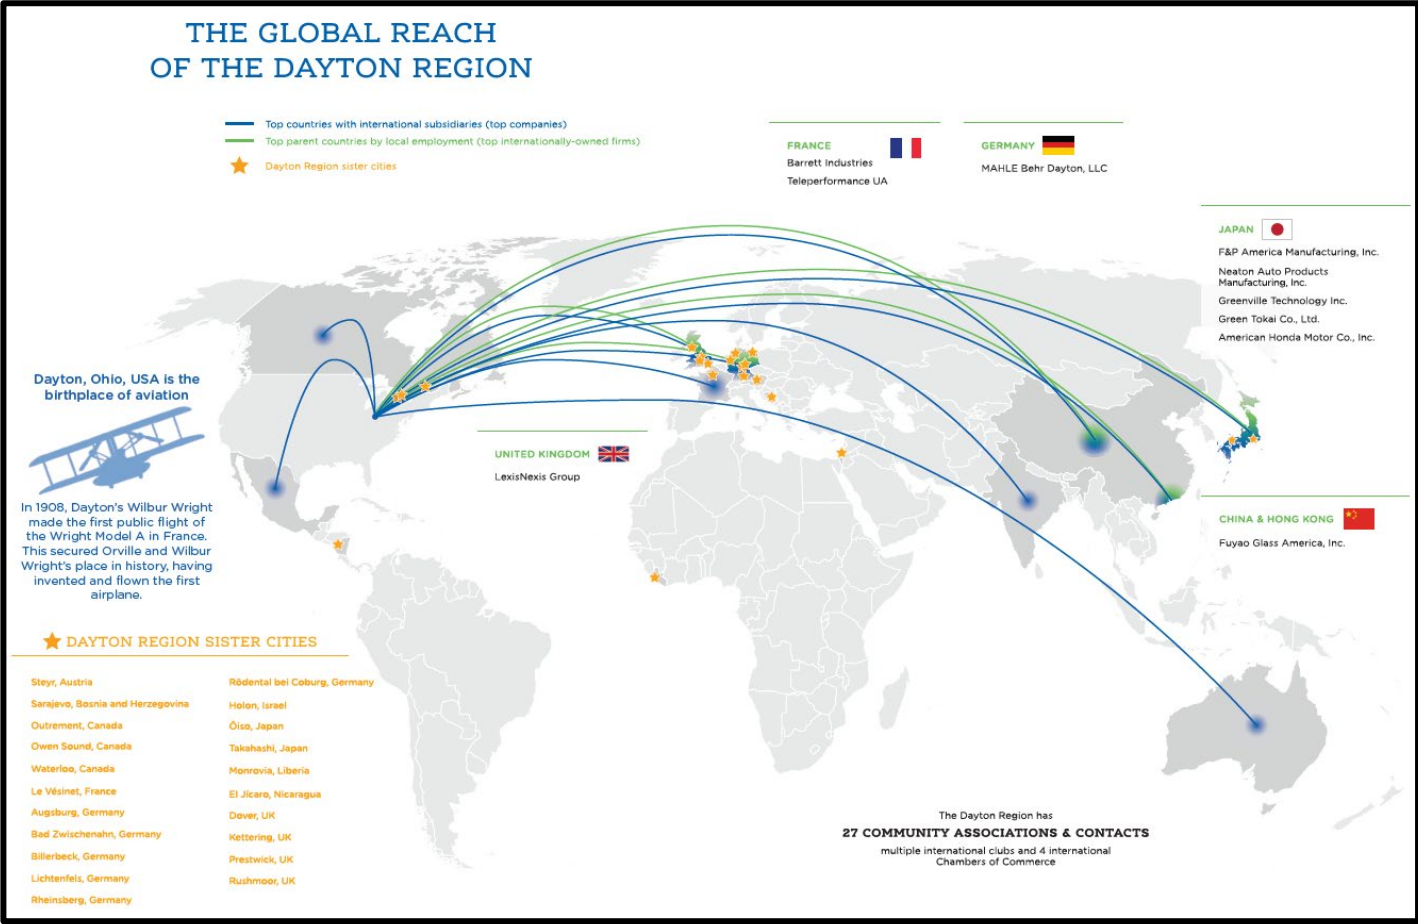 THE GLOBAL REACH
OF THE DAYTON REGION
Top countries with international subsidiaries (top companies)
Top parent countries by local employment (top internationally-owned firms)
Dayton Region sister cities
FRANCE
Barrett Industries
Teleperformance UA
GERMANY
MAHLE Behr Dayton, LLC
JAPAN
F&P America Manufacturing, Inc.
Neaton Auto Products
Manufacturing, Inc.
Greenville Technology Inc.
Green Tokai Co., Ltd.
American Honda Motor Co., Inc.
Dayton, Ohio, USA is the
birthplace of aviation
In 1908, Dayton's Wilbur Wright
made the first public flight of
the Wright Model A in France.
This secured Orville and Wilbur
Wright's place in history, having
invented and flown the first
airplane.
UNITED KINGDOM
LexisNexis Group
CHINA & HONG KONG
Fuyao Glass America, Inc.
DAYTON REGION SISTER CITIES
Steyr, Austria
Sarajevo, Bosnia and Herzegovina
Outrement, Canada
Owen Sound, Canada
Waterloo, Canada
Le Vésinet, France
Augsburg, Germany
Bad Zwischenahn, Germany
Billerbeck, Germany
Lichtenfels, Germany
Rheinsberg, Germany
Rödental bei Coburg, Germany
Holon, Israel
Ōiso, Japan
Takahashi, Japan
Monrovia, Liberia
El Jícaro, Nicaragua
Dover, UK
Kettering, UK
Prestwick, UK
Rushmoor, UK
The Dayton Region has
27 COMMUNITY ASSOCIATIONS & CONTACTS
multiple international clubs and 4 international
Chambers of Commerce